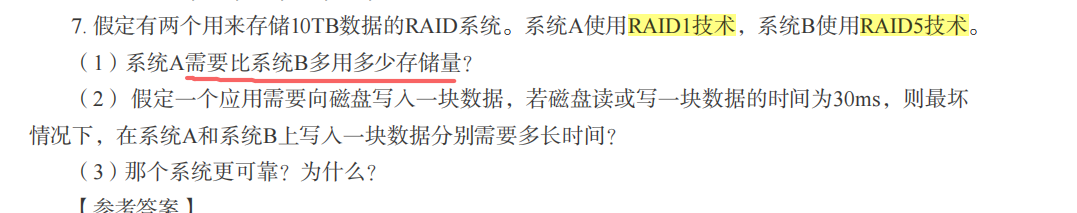 7. 假定有两个用来存储10TB数据的RAID系统。系统A使用RAID1技术，系统B使用RAID5技术。
（1）系统A需要比系统B多用多少存储量？
（2） 假定一个应用需要向磁盘写入一块数据，若磁盘读或写一块数据的时间为30ms，则最坏
情况下，在系统A和系统B上写入一块数据分别需要多长时间？
（3）那个系统更可靠？为什么？
【参考答案】